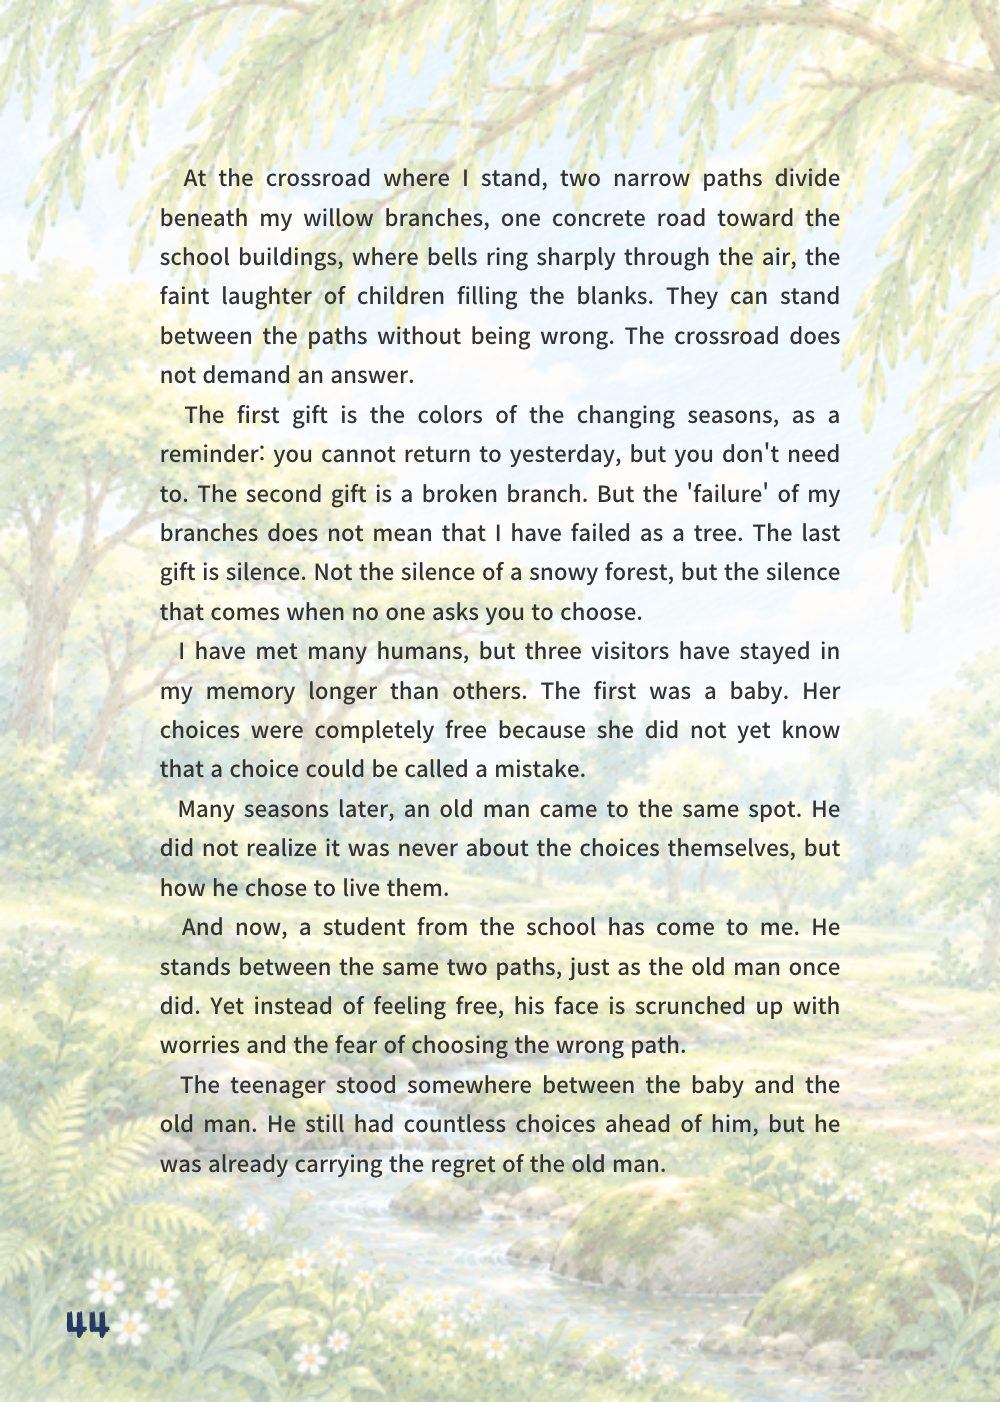 At the crossroad where I stand, two narrow paths divide
beneath my willow branches, one concrete road toward the
school buildings, where bells ring sharply through the air, the
faint laughter of children filling the blanks. They can stand
between the paths without being wrong. The crossroad does
not demand an answer.
The first gift is the colors of the changing seasons, as a
reminder: you cannot return to yesterday, but you don't need
to. The second gift is a broken branch. But the 'failure' of my
branches does not mean that I have failed as a tree. The last
gift is silence. Not the silence of a snowy forest, but the silence
that comes when no one asks you to choose.
I have met many humans, but three visitors have stayed in
my memory longer than others. The first was a baby. Her
choices were completely free because she did not yet know
that a choice could be called a mistake.
Many seasons later, an old man came to the same spot. He
did not realize it was never about the choices themselves, but
how he chose to live them.
And now, a student from the school has come to me. He
stands between the same two paths, just as the old man once
did. Yet instead of feeling free, his face is scrunched up with
worries and the fear of choosing the wrong path.
The teenager stood somewhere between the baby and the
old man. He still had countless choices ahead of him, but he
was already carrying the regret of the old man.
44